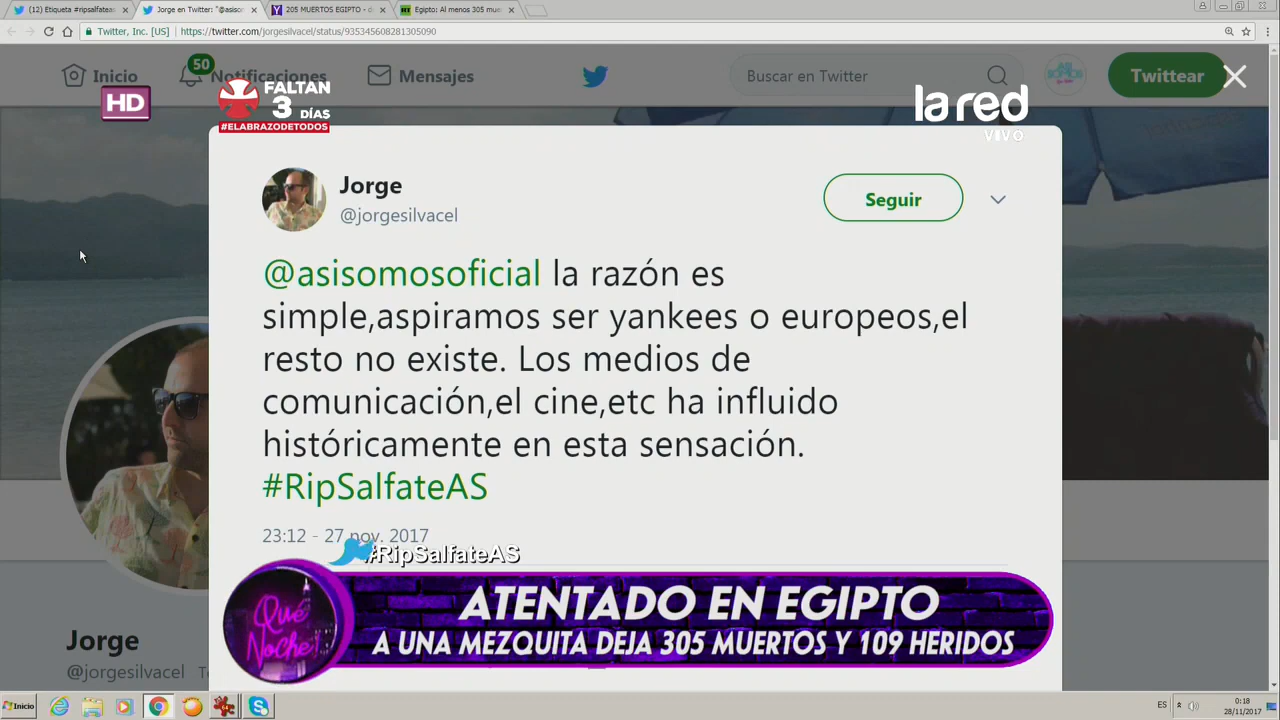 (12) Etiqueta #ripsalfateas
Jorge en Twitter: "@asisor
205 MUERTOS EGIPTO - d
Egipto: Al menos 305 mue
Twitter, Inc. [US]
https://twitter.com/jorgesilvacel/status/935345608281305090
50
Inicio
Notificaciones
Mensajes
Buscar en Twitter
Twittear
HD
FALTAN
3 DÍAS
#ELABRAZODETODOS
la red
VIVO
Jorge
@jorgesilvacel
Seguir
@asisomosoficial la razón es
simple,aspiramos ser yankees o europeos,el
resto no existe. Los medios de
comunicación,el cine,etc ha influido
históricamente en esta sensación.
#RipSalfateAS
23:12 - 27 nov. 2017
#RipSalfateAS
Qué
Noche!
ATENTADO EN EGIPTO
A UNA MEZQUITA DEJA 305 MUERTOS Y 109 HERIDOS
Jorge
@jorgesilvacel
Inicio
ES
0:18
28/11/2017